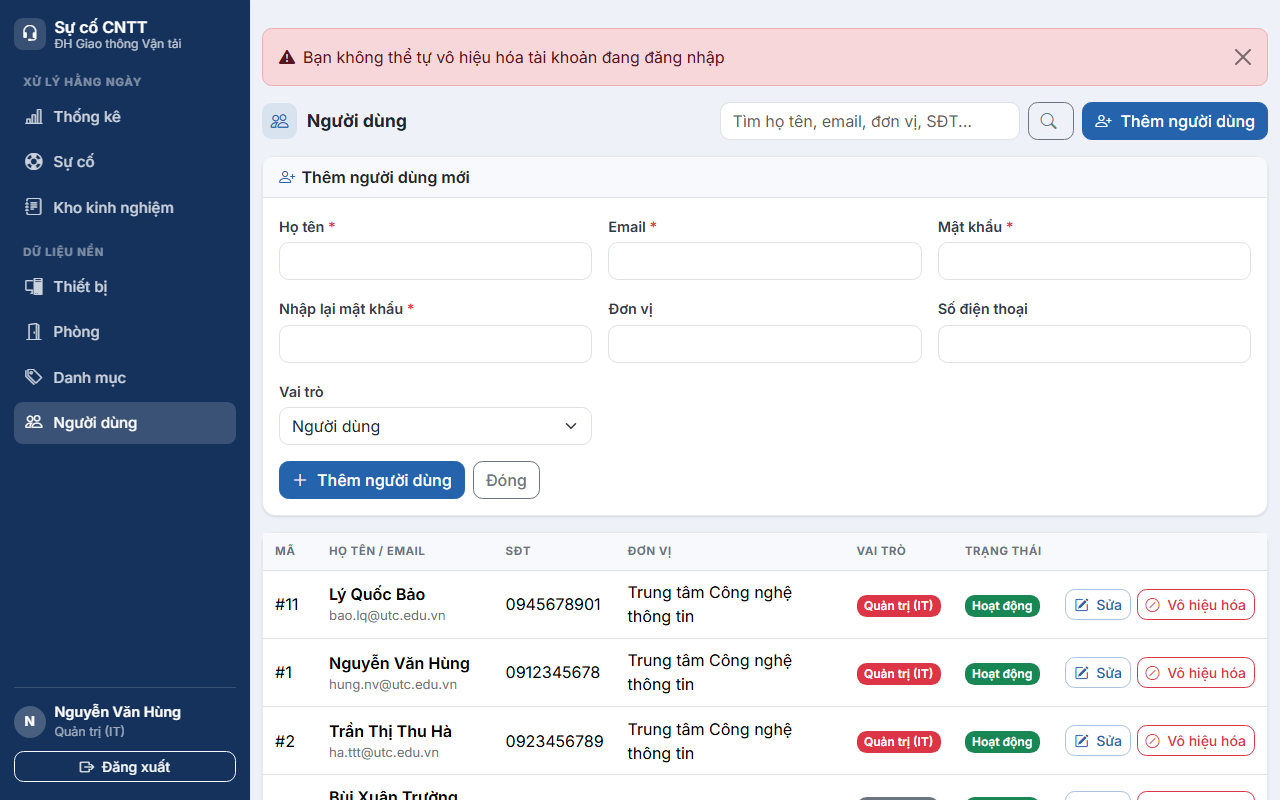 Sự cố CNTT
ĐH Giao thông Vận tải
XỬ LÝ HẰNG NGÀY
Thống kê
Sự cố
Kho kinh nghiệm
DỮ LIỆU NỀN
Thiết bị
Phòng
Danh mục
Người dùng
N
Nguyễn Văn Hùng
Quản trị (IT)
Đăng xuất
Bạn không thể tự vô hiệu hóa tài khoản đang đăng nhập
Người dùng
Tìm họ tên, email, đơn vị, SĐT...
Thêm người dùng
Thêm người dùng mới
Họ tên * Email * Mật khẩu *
Nhập lại mật khẩu * Đơn vị Số điện thoại
Vai trò
Người dùng
Thêm người dùng Đóng
MÃ HỌ TÊN / EMAIL SĐT ĐƠN VỊ VAI TRÒ TRẠNG THÁI
#11 Lý Quốc Bảo 0945678901 Trung tâm Công nghệ Quản trị (IT) Hoạt động Sửa Vô hiệu hóa
bao.lq@utc.edu.vn thông tin
#1 Nguyễn Văn Hùng 0912345678 Trung tâm Công nghệ Quản trị (IT) Hoạt động Sửa Vô hiệu hóa
hung.nv@utc.edu.vn thông tin
#2 Trần Thị Thu Hà 0923456789 Trung tâm Công nghệ Quản trị (IT) Hoạt động Sửa Vô hiệu hóa
ha.ttt@utc.edu.vn thông tin
Bùi Xuân Trường